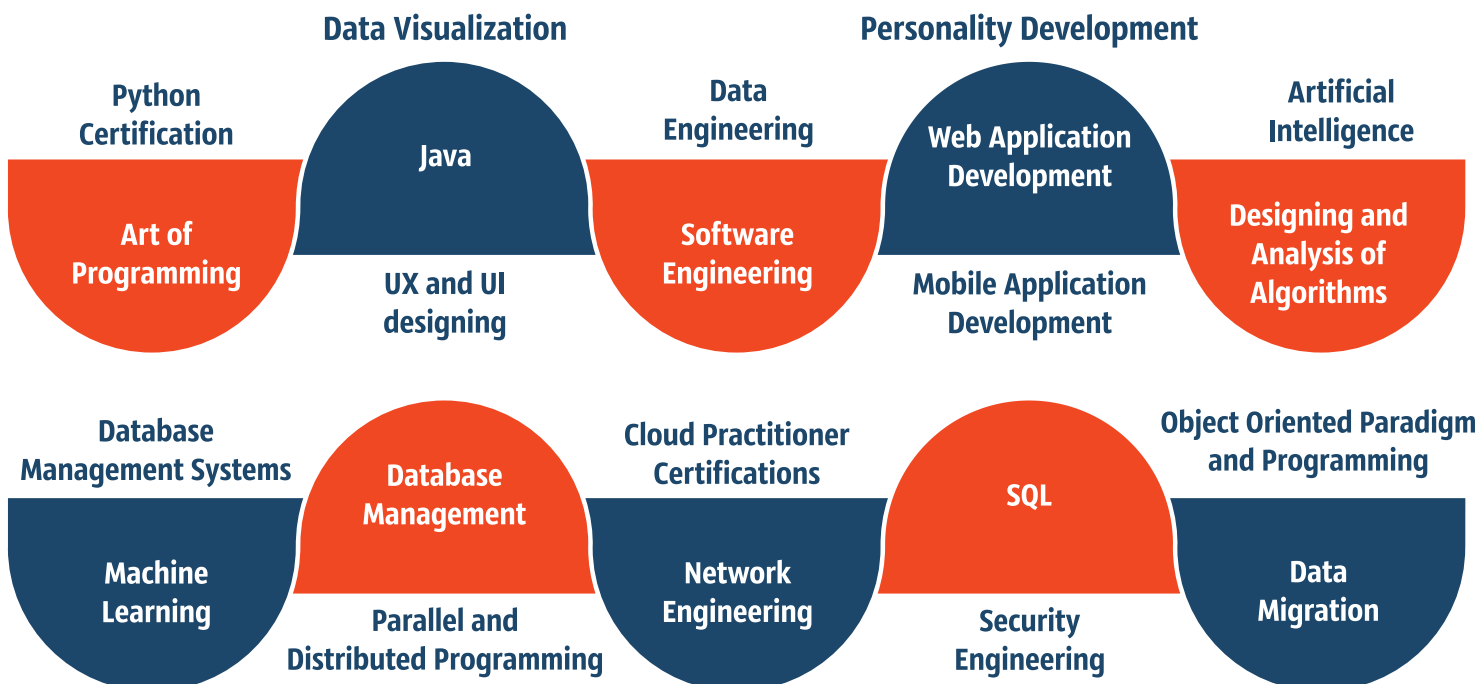 Data Visualization
Personality Development
Python
Certification
Java
Data
Engineering
Web Application
Development
Artificial
Intelligence
Art of
Programming
UX and UI
designing
Software
Engineering
Mobile Application
Development
Designing and
Analysis of
Algorithms
Database
Management Systems
Database
Management
Cloud Practitioner
Certifications
SQL
Object Oriented Paradigm
and Programming
Machine
Learning
Parallel and
Distributed Programming
Network
Engineering
Security
Engineering
Data
Migration